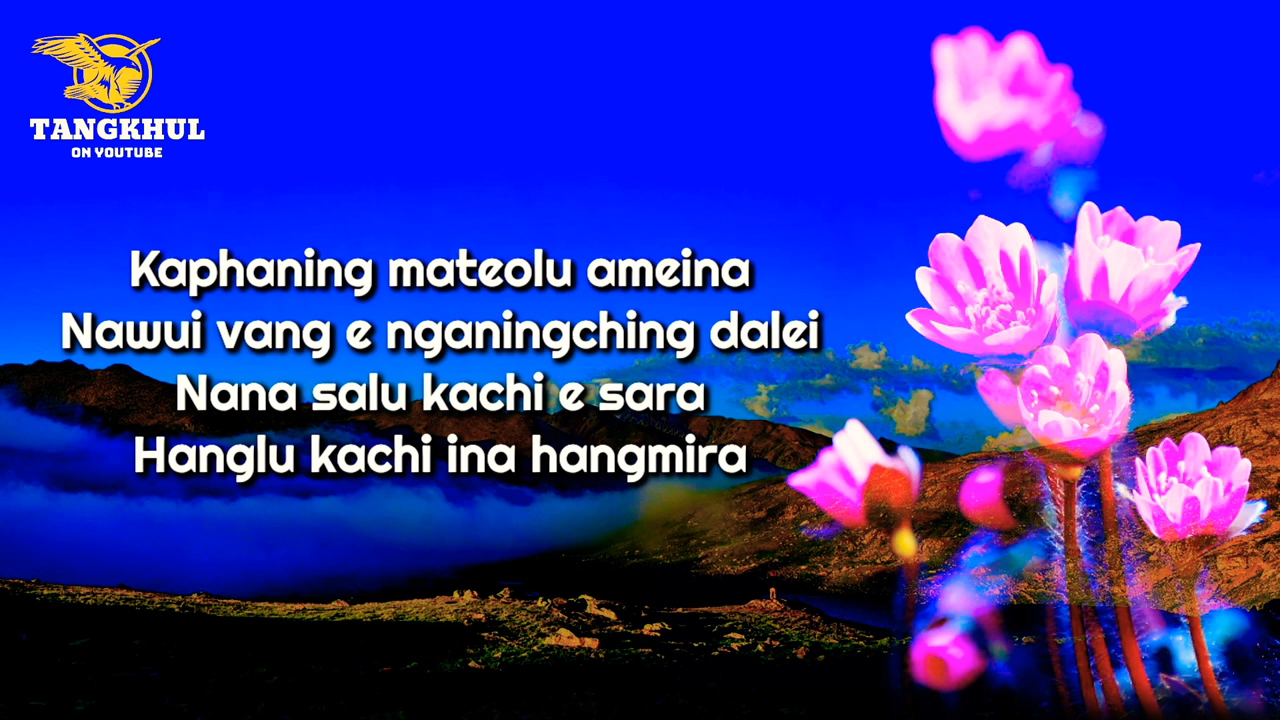 TANGKHUL
ON YOUTUBE
Kaphaning mateolu ameina
Nawui vang e nganingching dalei
Nana salu kachi e sara
Hanglu kachi ina hangmira